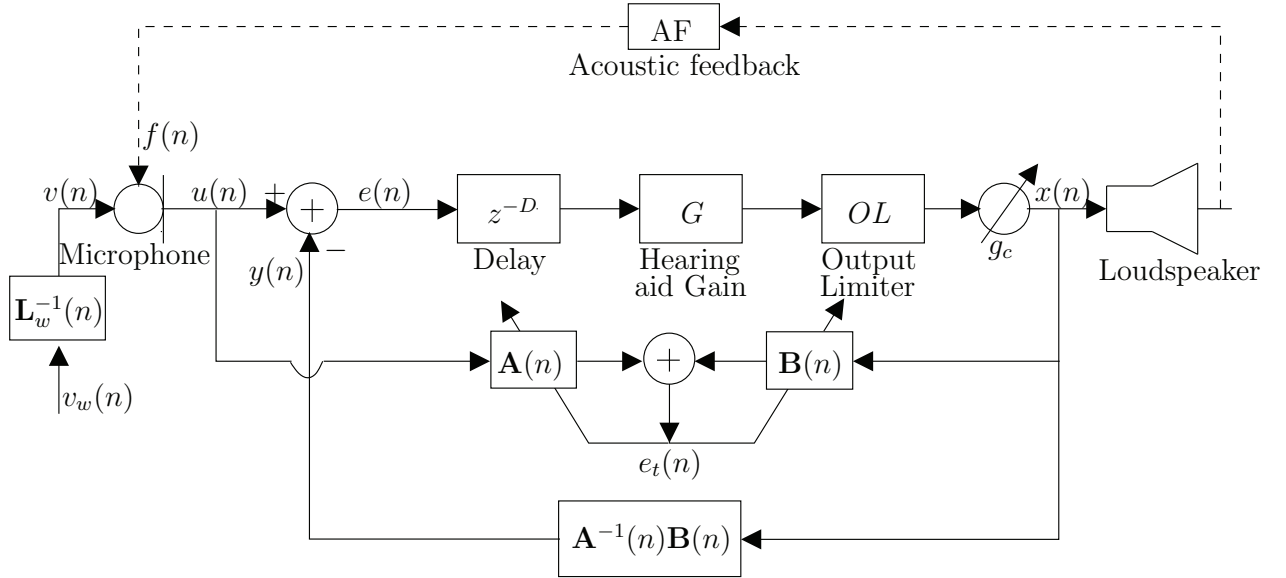 AF
Acoustic feedback
f(n)
v(n)
u(n)
+
+
−
e(n)
z^{-D}
G
OL
g_c
x(n)
Microphone
y(n)
Delay
Hearing
aid Gain
Output
Limiter
Loudspeaker
L_w^{-1}(n)
v_w(n)
A(n)
+
B(n)
e_t(n)
A^{-1}(n)B(n)